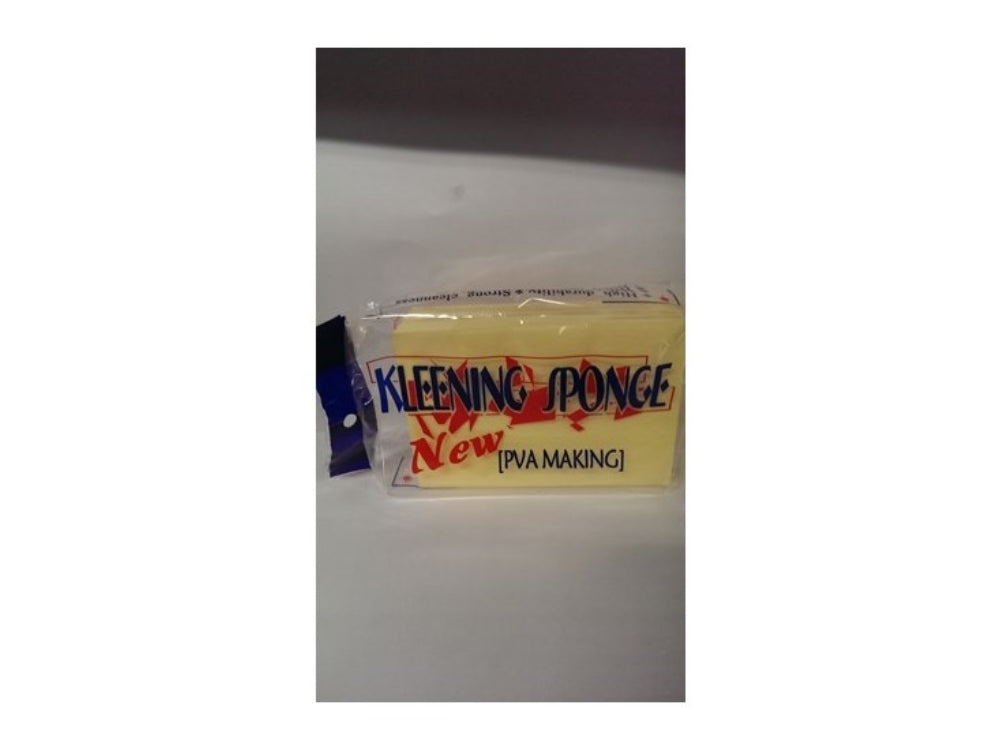 High durability * Strong cleanness
KLEENING SPONGE
New
[PVA MAKING]